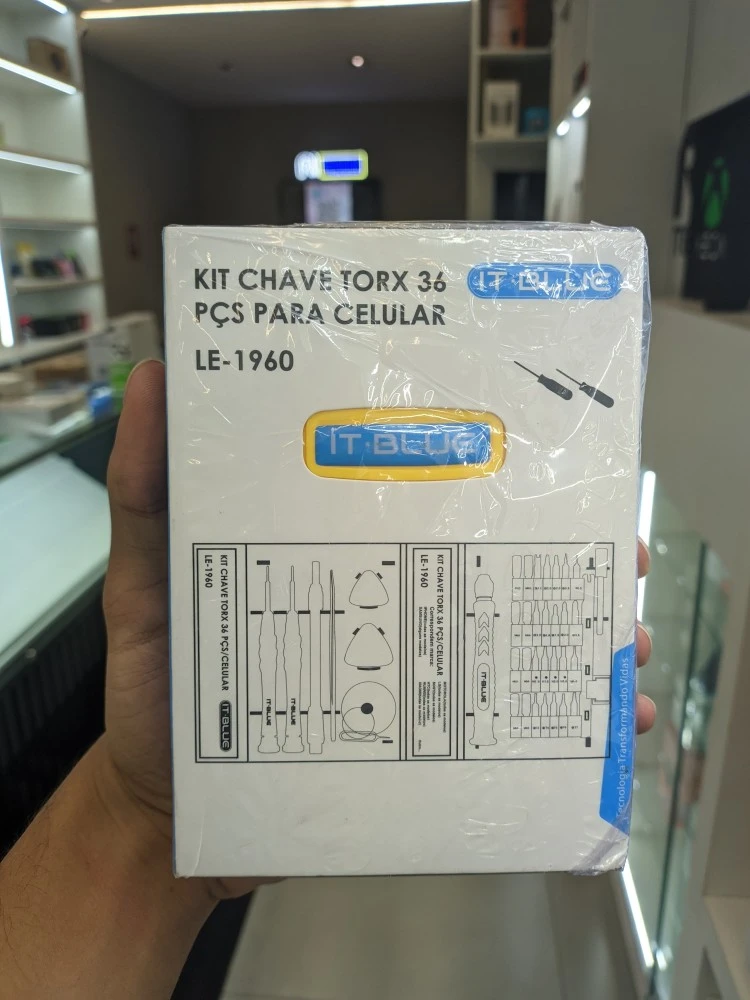 KIT CHAVE TORX 36
PÇS PARA CELULAR
LE-1960
IT-BLUE
IT-BLUE
KIT CHAVE TORX 36 PÇS/CELULAR
LE-1960
IT-BLUE
IT-BLUE
IT-BLUE
KIT CHAVE TORX 36 PÇS/CELULAR
LE-1960
IT-BLUE
Tecnologia Transformando Vidas